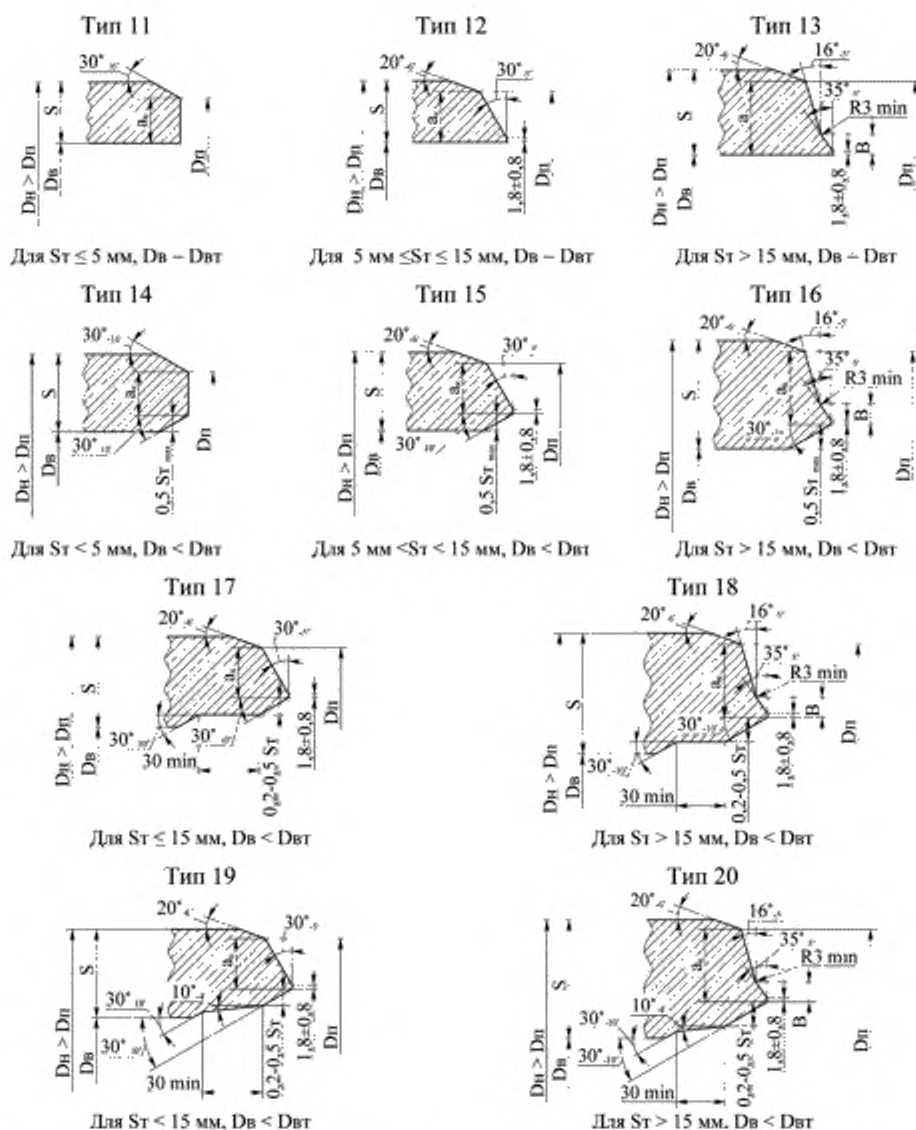 Тип 11
Тип 12
Тип 13
30°
20°
30°
20°
16°
35°
R3 min
S
a
Dн > Dп
Dв
Dп
S
a
Dн > Dп
Dв
1,8±0,8
Dп
S
a
Dн > Dп
Dв
1,8±0,8
B
Dп
Для Sт ≤ 5 мм, Dв – Dвт
Для 5 мм ≤Sт ≤ 15 мм, Dв – Dвт
Для Sт > 15 мм, Dв – Dвт
Тип 14
Тип 15
Тип 16
30°
20°
30°
20°
16°
35°
R3 min
S
a
Dн > Dп
Dв
30°
0,5 Sт
Dп
S
a
Dн > Dп
Dв
30°
0,5 Sт
1,8±0,8
Dп
S
a
Dн > Dп
Dв
30°
0,5 Sт
1,8±0,8
B
Dп
Для Sт < 5 мм, Dв < Dвт
Для 5 мм <Sт < 15 мм, Dв < Dвт
Для Sт > 15 мм, Dв < Dвт
Тип 17
Тип 18
20°
30°
20°
16°
35°
R3 min
S
a
Dн > Dп
Dв
30°
30°
30 min
0,2-0,5 Sт
1,8±0,8
Dп
S
a
Dн > Dп
Dв
30°
30°
30 min
0,2-0,5 Sт
1,8±0,8
B
Dп
Для Sт ≤ 15 мм, Dв < Dвт
Для Sт > 15 мм, Dв < Dвт
Тип 19
Тип 20
20°
30°
20°
16°
35°
R3 min
S
a
Dн > Dп
Dв
30°
10°
30°
30 min
0,2-0,5 Sт
1,8±0,8
Dп
S
a
Dн > Dп
Dв
30°
10°
30°
30 min
0,2-0,5 Sт
1,8±0,8
B
Dп
Для Sт < 15 мм, Dв < Dвт
Для Sт > 15 мм, Dв < Dвт